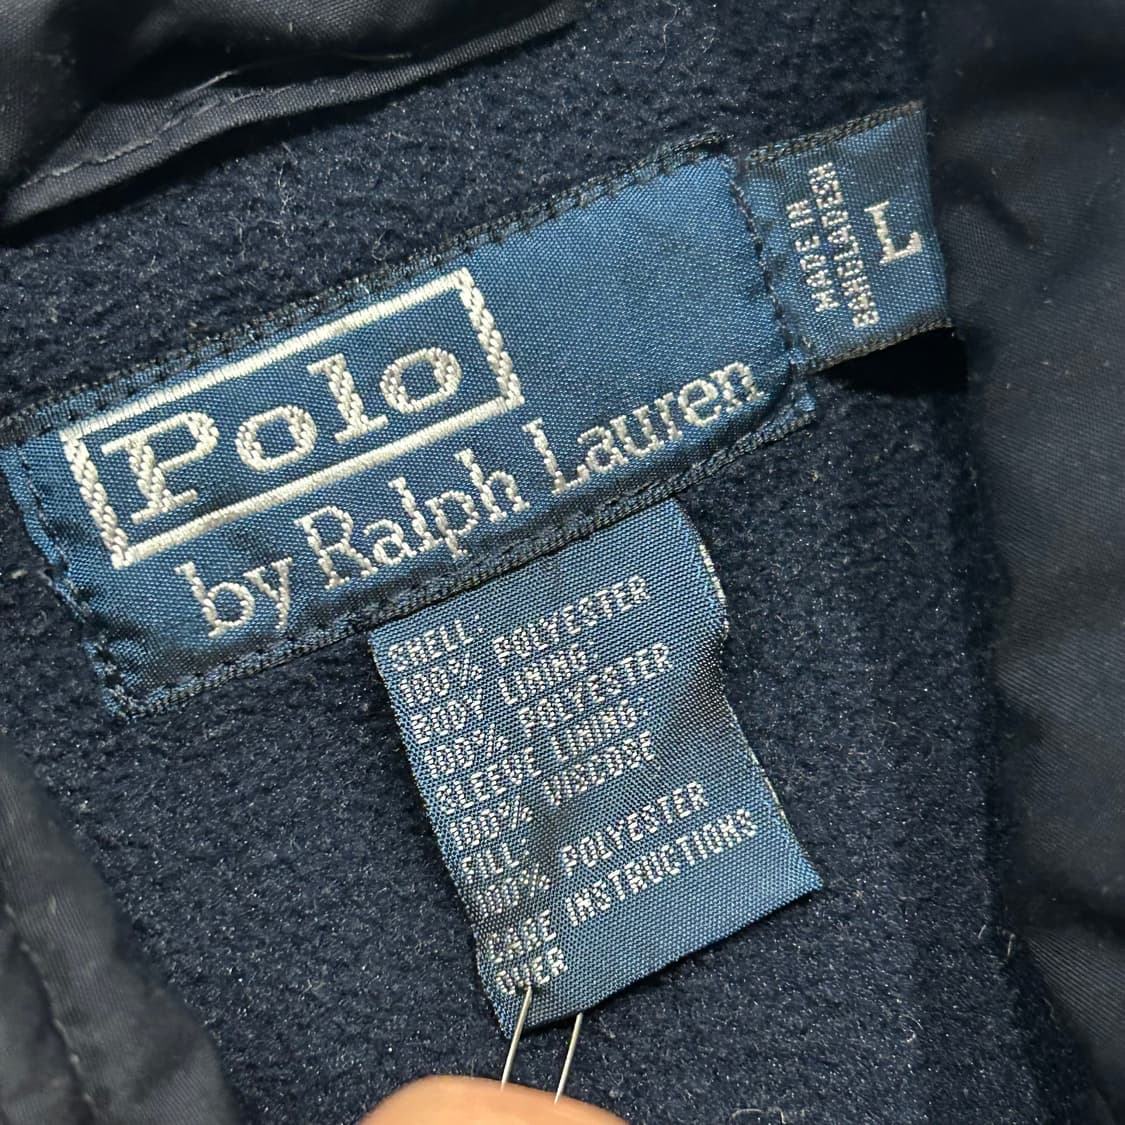 Polo
by Ralph Lauren
MADE IN
BANGLADESH
L
SHELL:
100% POLYESTER
BODY LINING
100% POLYESTER
SLEEVE LINING
100% VISCOSE
FILL:
100% POLYESTER
CARE INSTRUCTIONS
OVER